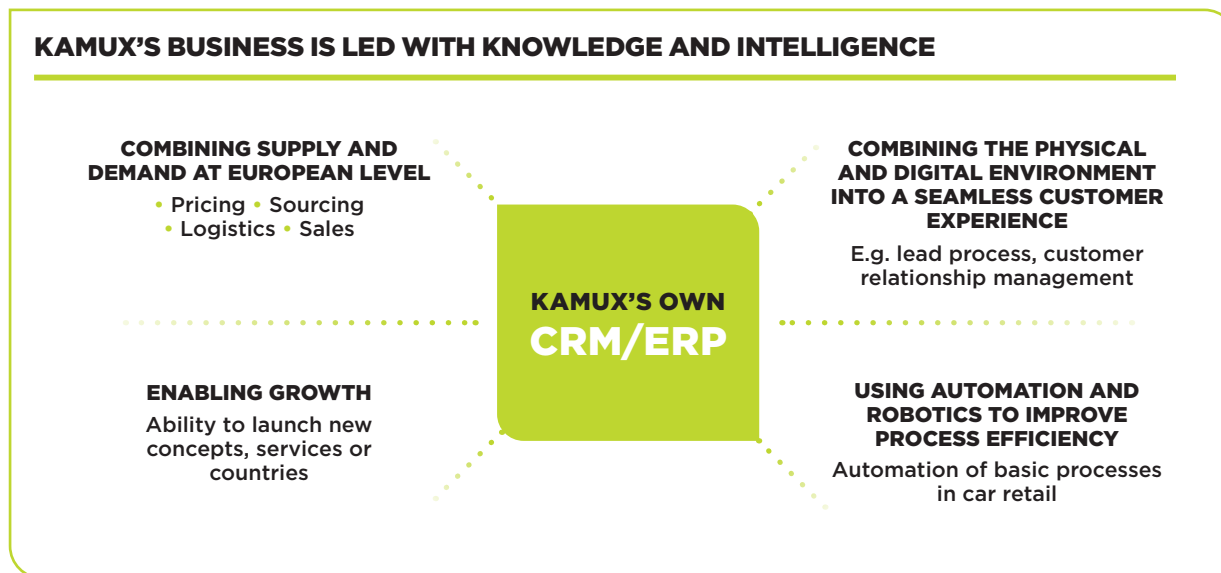 KAMUX’S BUSINESS IS LED WITH KNOWLEDGE AND INTELLIGENCE
COMBINING SUPPLY AND
DEMAND AT EUROPEAN LEVEL
• Pricing • Sourcing
• Logistics • Sales
COMBINING THE PHYSICAL
AND DIGITAL ENVIRONMENT
INTO A SEAMLESS CUSTOMER
EXPERIENCE
E.g. lead process, customer
relationship management
KAMUX’S OWN
CRM/ERP
ENABLING GROWTH
Ability to launch new
concepts, services or
countries
USING AUTOMATION AND
ROBOTICS TO IMPROVE
PROCESS EFFICIENCY
Automation of basic processes
in car retail